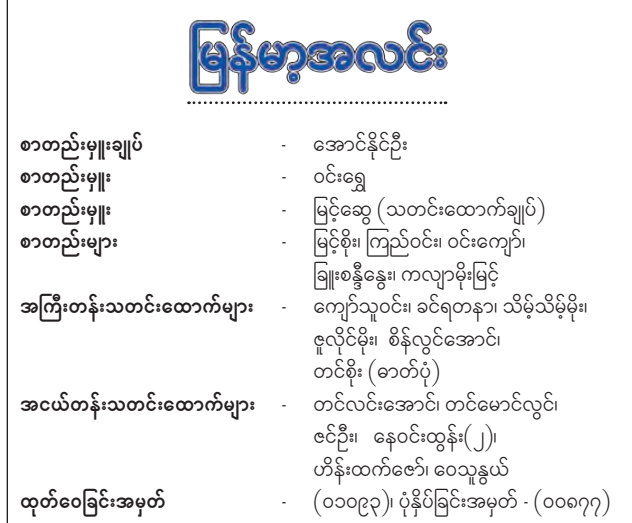 မြန်မာ့အလင်း
စာတည်းမှူးချုပ် - အောင်နိုင်ဦး
စာတည်းမှူး - ဝင်းရွှေ
စာတည်းမှူး - မြင့်ဆွေ (သတင်းထောက်ချုပ်)
စာတည်းများ - မြင့်စိုး၊ ကြည်ဝင်း၊ ဝင်းကျော်၊
ခြူးစန္ဒီနွေး၊ ကလျာမိုးမြင့်
အကြီးတန်းသတင်းထောက်များ - ကျော်သူဝင်း၊ ခင်ရတနာ၊ သိမ့်သိမ့်မိုး၊
ဇူလိုင်မိုး၊ စိန်လွင်အောင်၊
တင်စိုး (ဓာတ်ပုံ)
အငယ်တန်းသတင်းထောက်များ - တင်လင်းအောင်၊ တင်မောင်လွင်၊
ဇင်ဦး၊ နေဝင်းထွန်း(၂)၊
ဟိန်းထက်ဇော်၊ ဝေသူနွယ်
ထုတ်ဝေခြင်းအမှတ် - (၀၁၀၉၃)၊ ပုံနှိပ်ခြင်းအမှတ် - (၀၀၈၇၇)